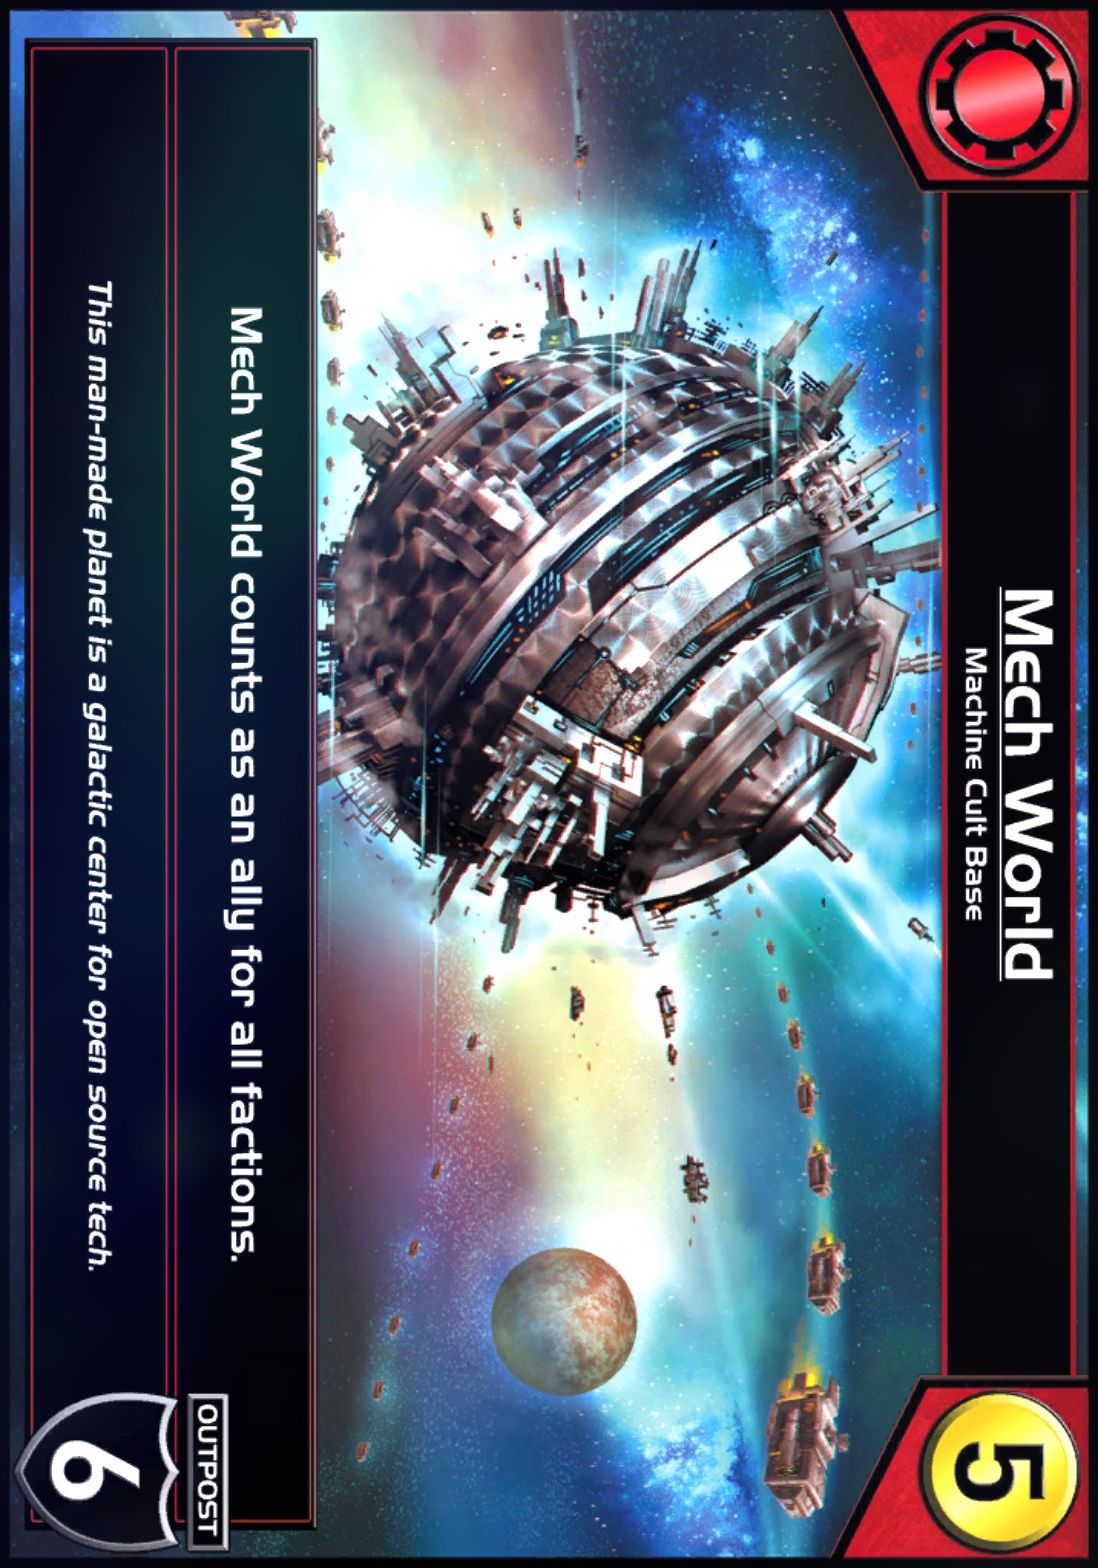 Mech World
Machine Cult Base
5
Mech World counts as an ally for all factions.
This man-made planet is a galactic center for open source tech.
OUTPOST
6